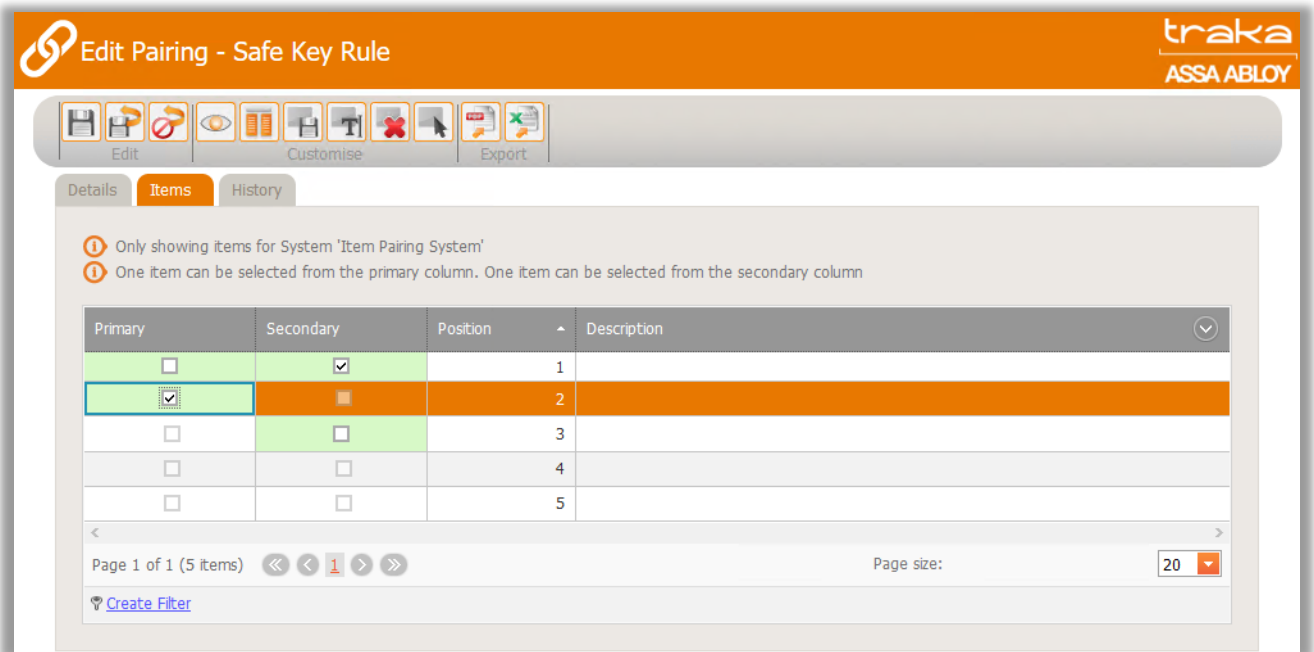 Edit Pairing - Safe Key Rule
traka
ASSA ABLOY
T
PDF
X
Edit Customise Export
Details Items History
Only showing items for System 'Item Pairing System'
One item can be selected from the primary column. One item can be selected from the secondary column
Primary Secondary Position Description
1
2
3
4
5
Page 1 of 1 (5 items) 1 Page size: 20
Create Filter